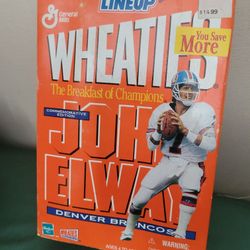 LINEUP
General
Mills
$14.99
You Save
More
WHEATIES
The Breakfast of Champions
COMMEMORATIVE
EDITION
JOHN
ELWAY
DENVER BRONCOS
Hasbro